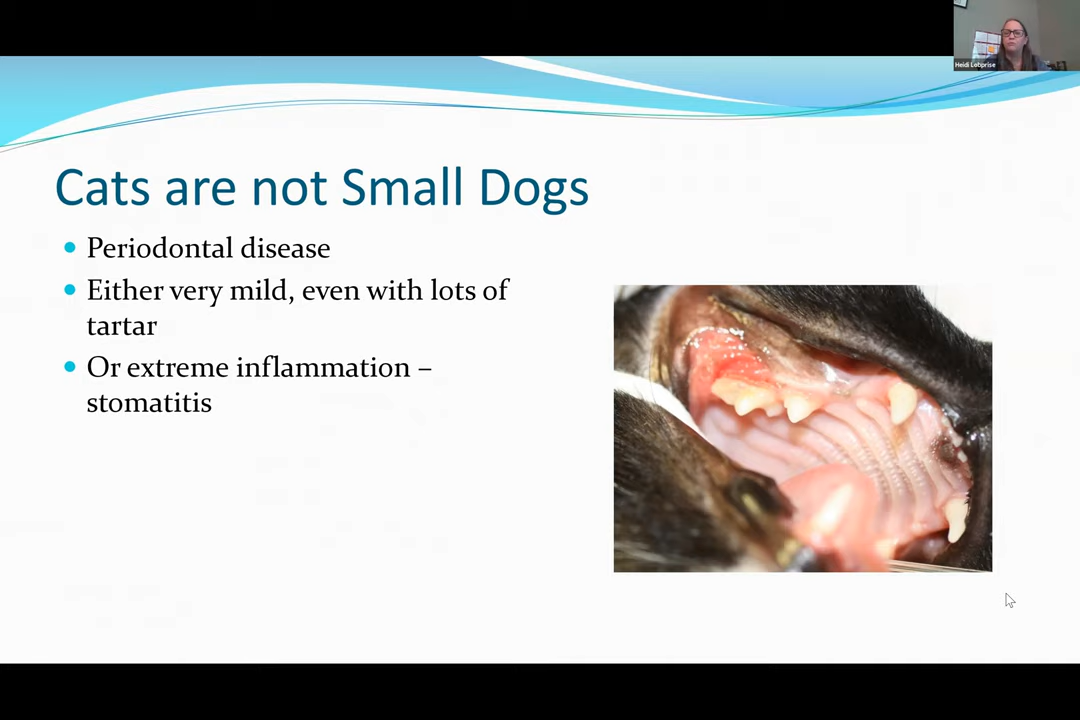 Heidi Lobprise
Cats are not Small Dogs
Periodontal disease
Either very mild, even with lots of
tartar
Or extreme inflammation –
stomatitis